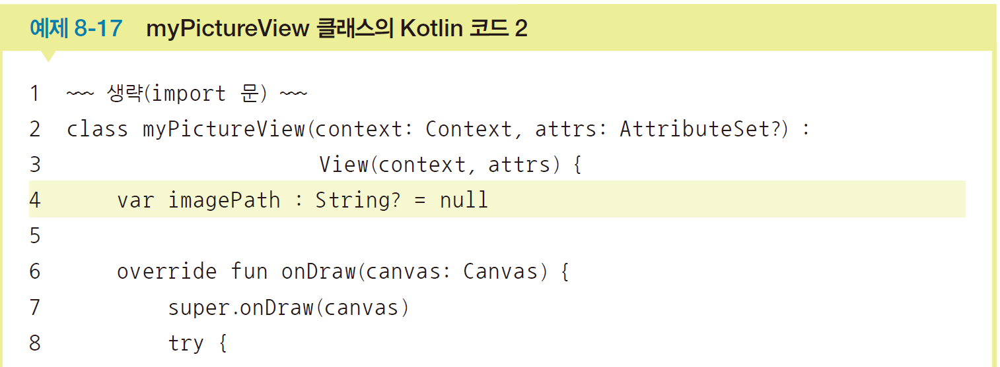 예제 8-17 myPictureView 클래스의 Kotlin 코드 2
1 ~~~ 생략(import 문) ~~~
2 class myPictureView(context: Context, attrs: AttributeSet?) :
3 View(context, attrs) {
4 var imagePath : String? = null
5
6 override fun onDraw(canvas: Canvas) {
7 super.onDraw(canvas)
8 try {